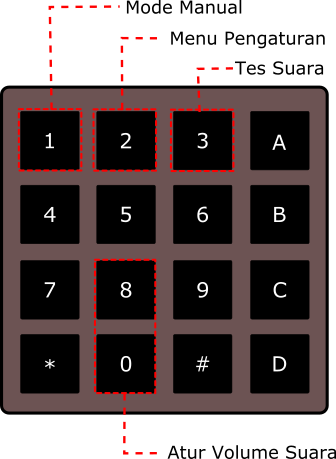 Mode Manual
Menu Pengaturan
Tes Suara
1 2 3 A
4 5 6 B
7 8 9 C
* 0 # D
Atur Volume Suara